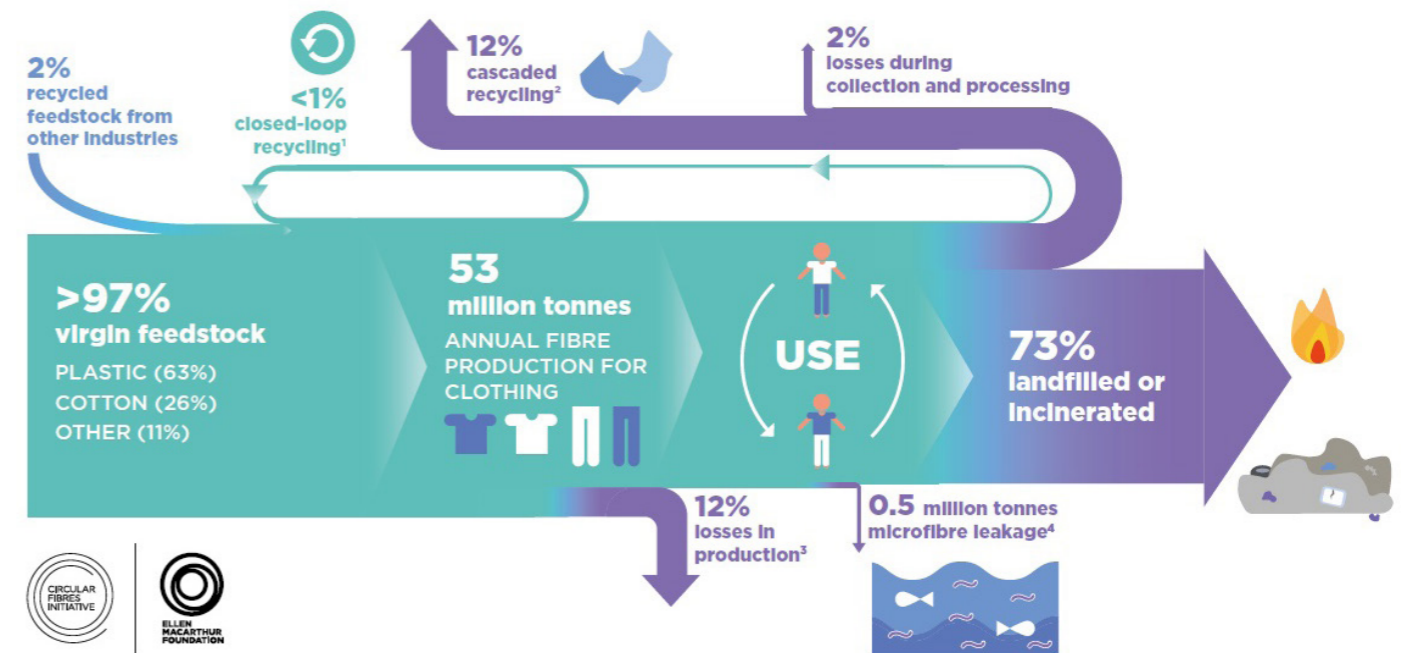 2%
recycled
feedstock from
other industries
<1%
closed-loop
recycling¹
12%
cascaded
recycling²
2%
losses during
collection and processing
>97%
virgin feedstock
PLASTIC (63%)
COTTON (26%)
OTHER (11%)
53
million tonnes
ANNUAL FIBRE
PRODUCTION FOR
CLOTHING
USE
73%
landfilled or
incinerated
12%
losses in
production³
0.5 million tonnes
microfibre leakage⁴
CIRCULAR
FIBRES
INITIATIVE
ELLEN
MACARTHUR
FOUNDATION